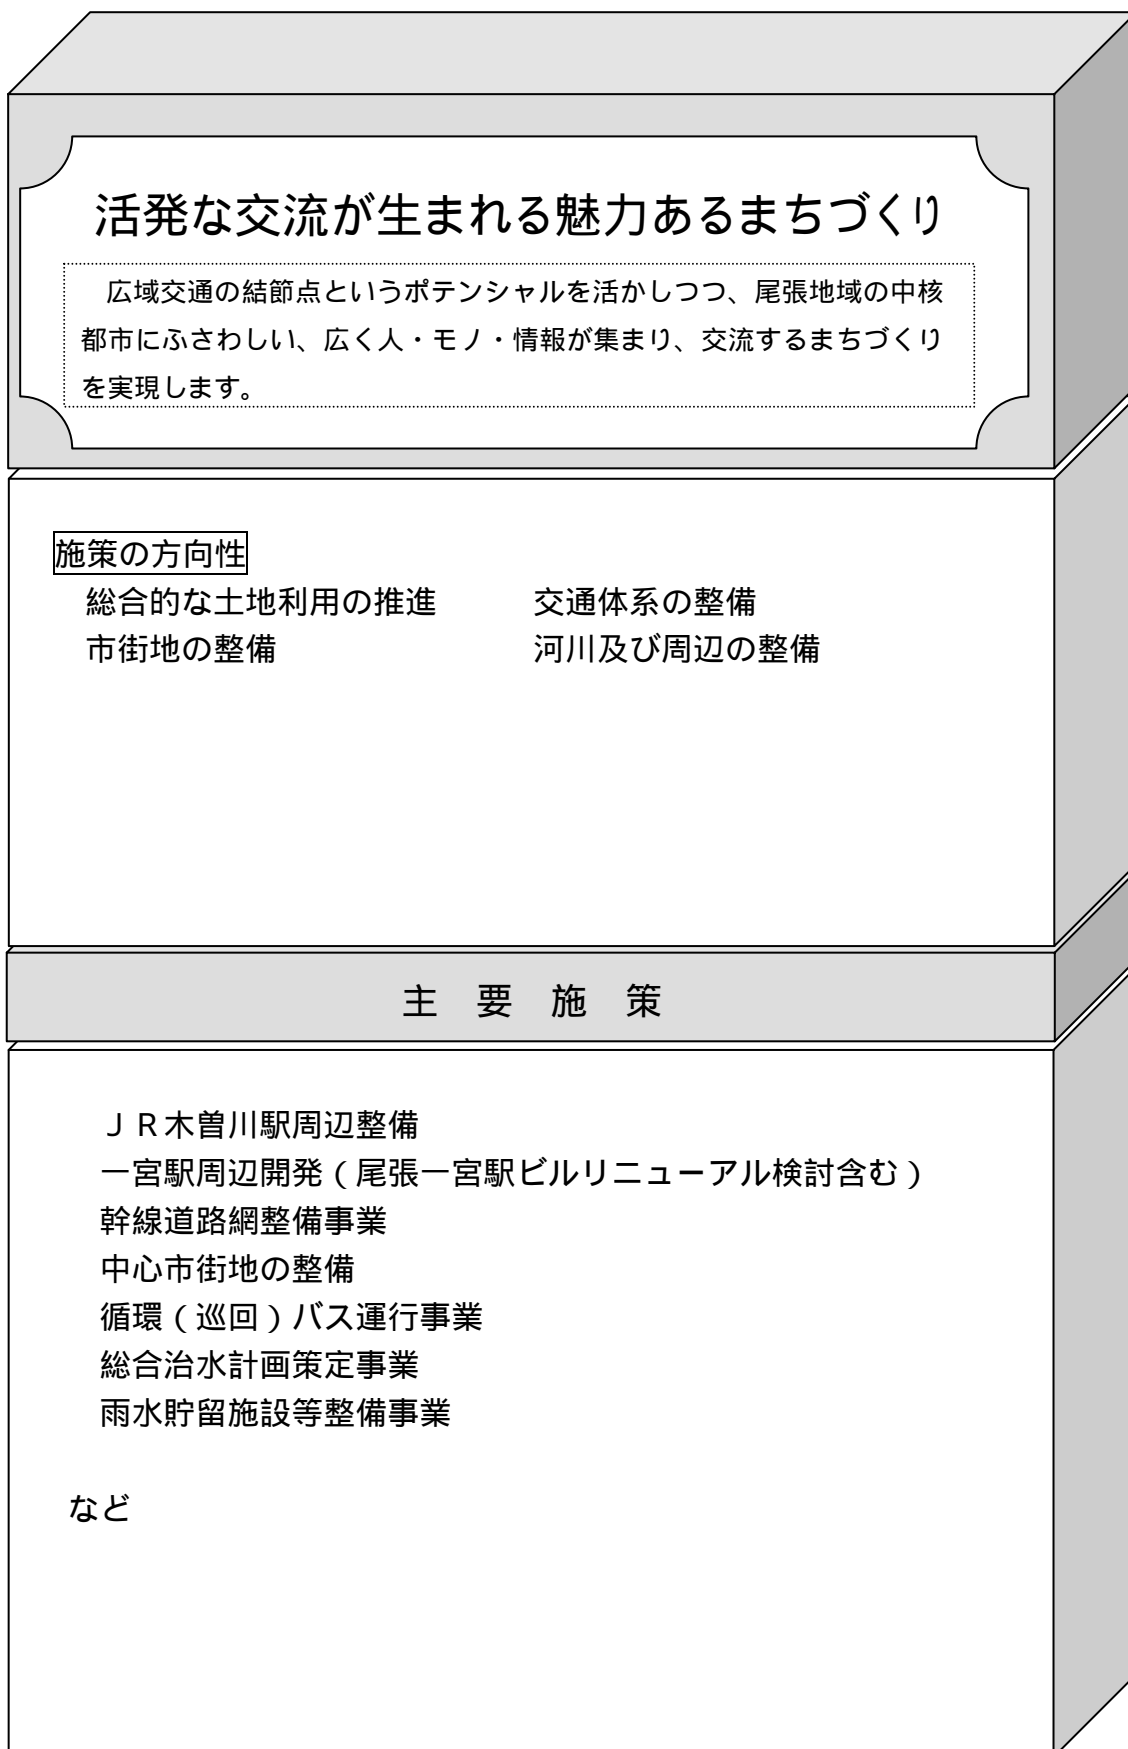 活発な交流が生まれる魅力あるまちづくり
広域交通の結節点というポテンシャルを活かしつつ、尾張地域の中核
都市にふさわしい、広く人・モノ・情報が集まり、交流するまちづくり
を実現します。
施策の方向性
総合的な土地利用の推進　　　交通体系の整備
市街地の整備　　　　　　　　河川及び周辺の整備
主　要　施　策
ＪＲ木曽川駅周辺整備
一宮駅周辺開発（尾張一宮駅ビルリニューアル検討含む）
幹線道路網整備事業
中心市街地の整備
循環（巡回）バス運行事業
総合治水計画策定事業
雨水貯留施設等整備事業
など